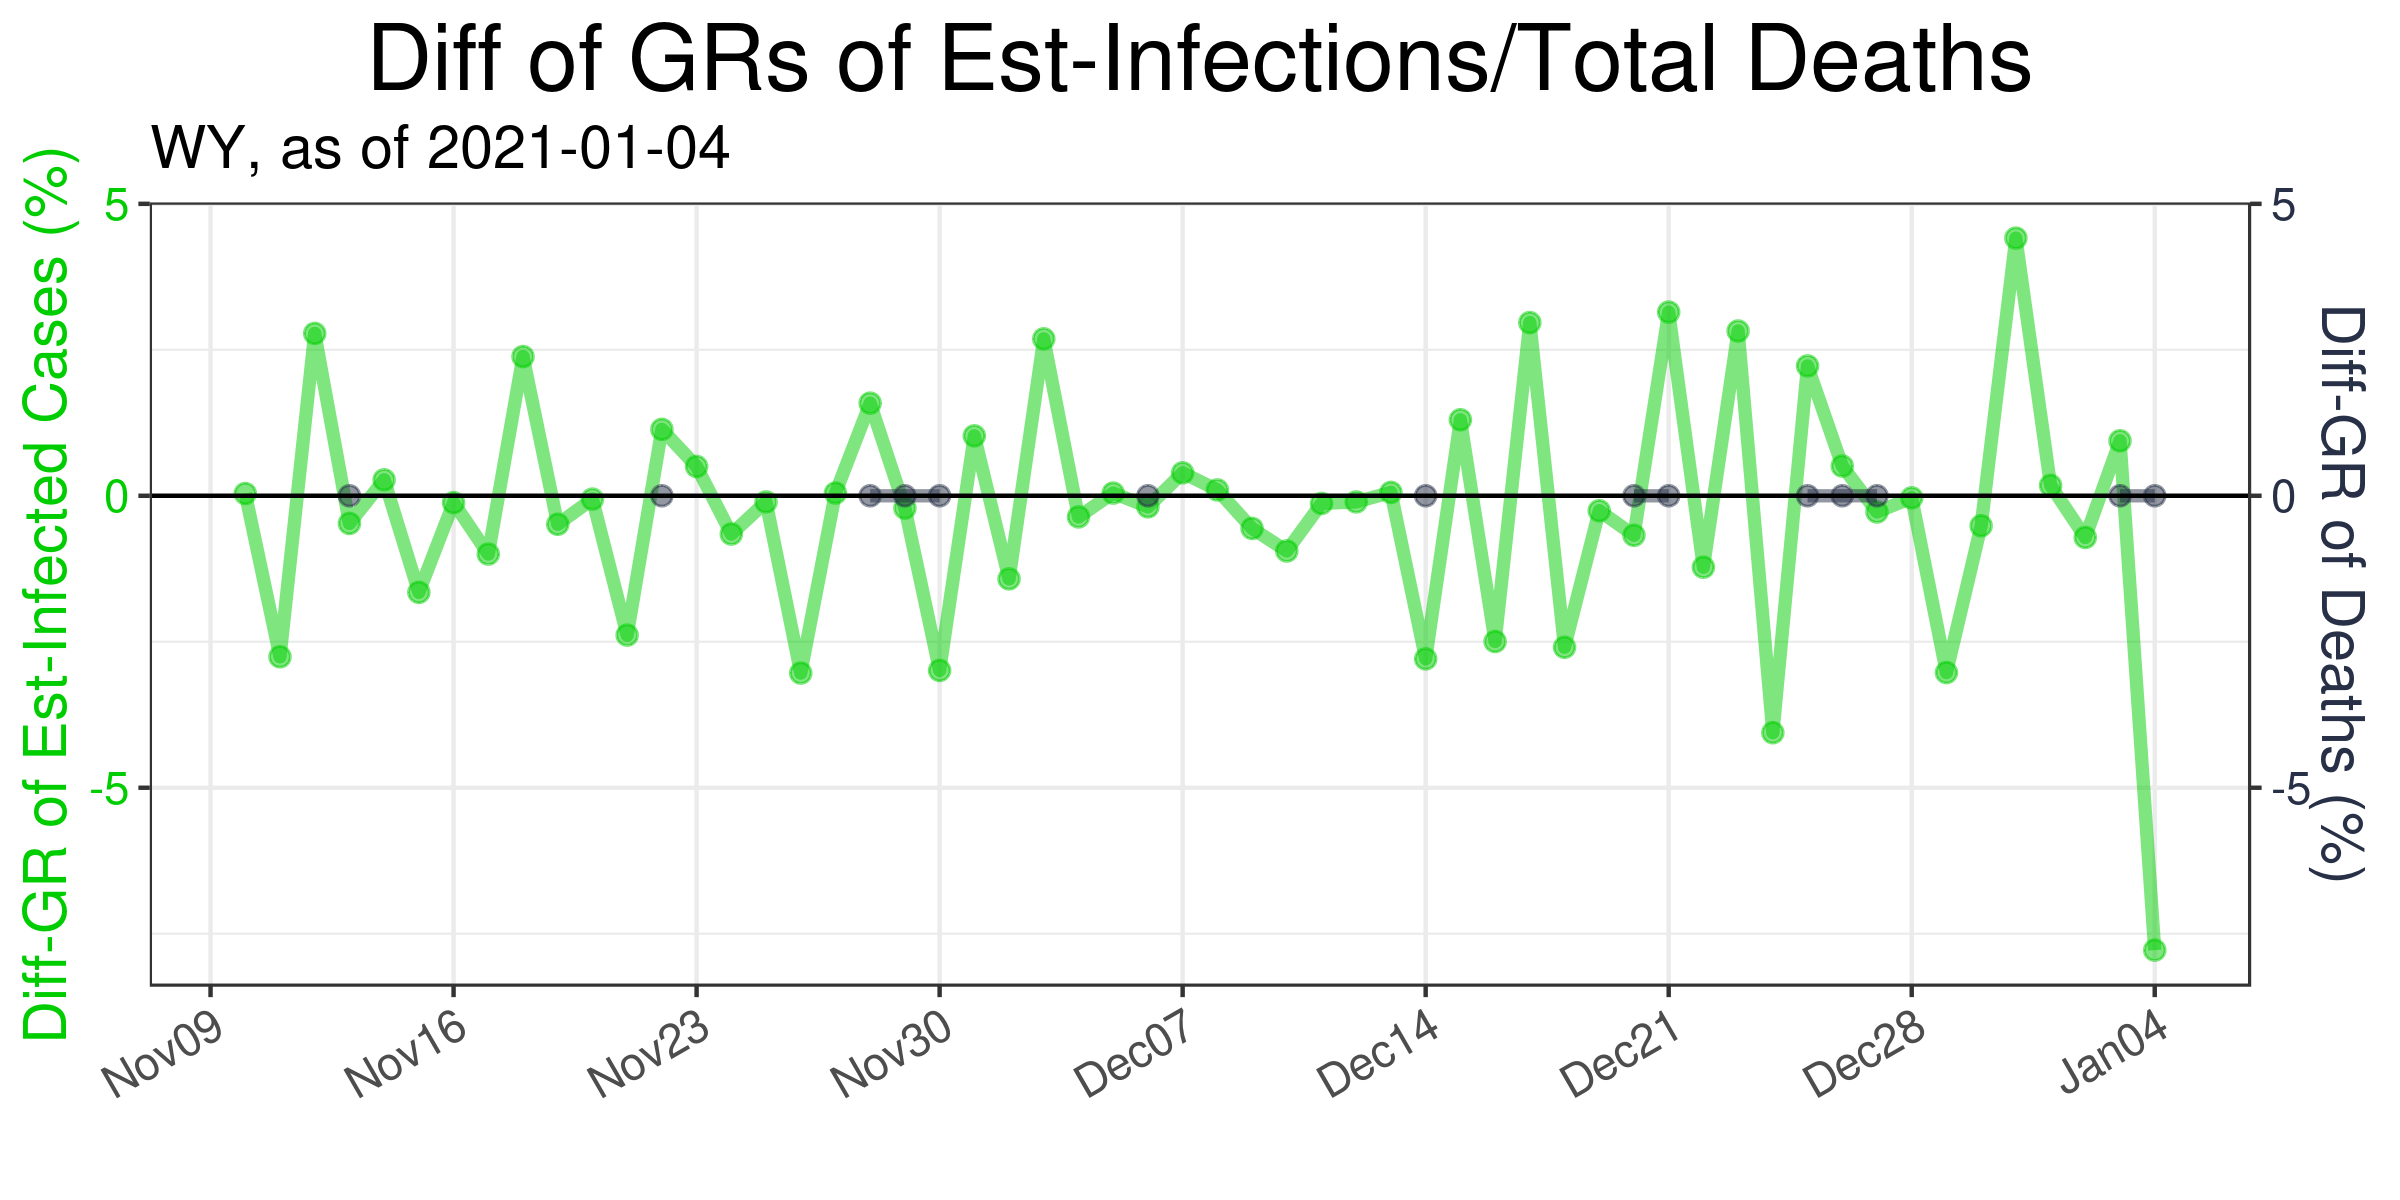 Diff of GRs of Est-Infections/Total Deaths
WY, as of 2021-01-04
Diff-GR of Est-Infected Cases (%)
5
0
-5
5
0
-5
Diff-GR of Deaths (%)
Nov09
Nov16
Nov23
Nov30
Dec07
Dec14
Dec21
Dec28
Jan04